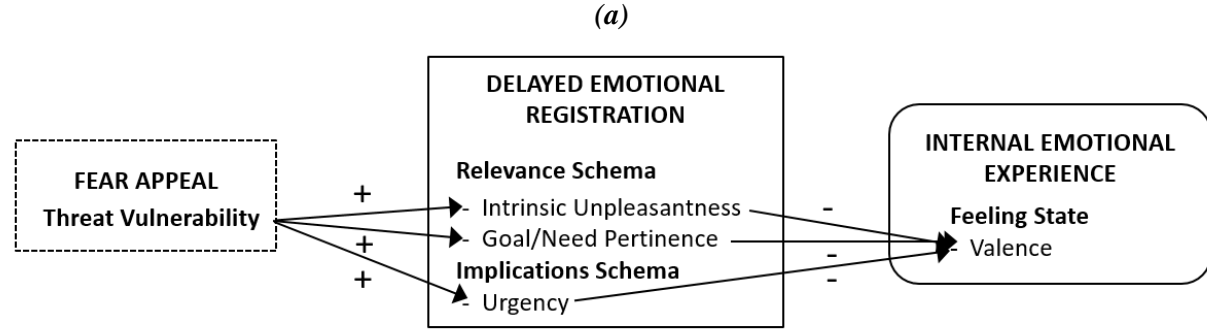 (a)
FEAR APPEAL
Threat Vulnerability
+
+
+
DELAYED EMOTIONAL
REGISTRATION
Relevance Schema
- Intrinsic Unpleasantness
- Goal/Need Pertinence
Implications Schema
- Urgency
-
-
-
INTERNAL EMOTIONAL
EXPERIENCE
Feeling State
- Valence